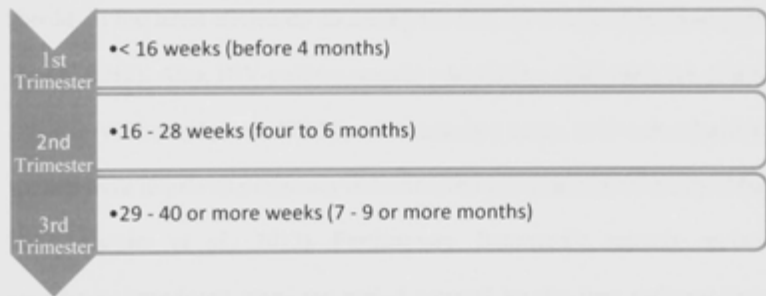 1st
Trimester
•< 16 weeks (before 4 months)
2nd
Trimester
•16 - 28 weeks (four to 6 months)
3rd
Trimester
•29 - 40 or more weeks (7 - 9 or more months)